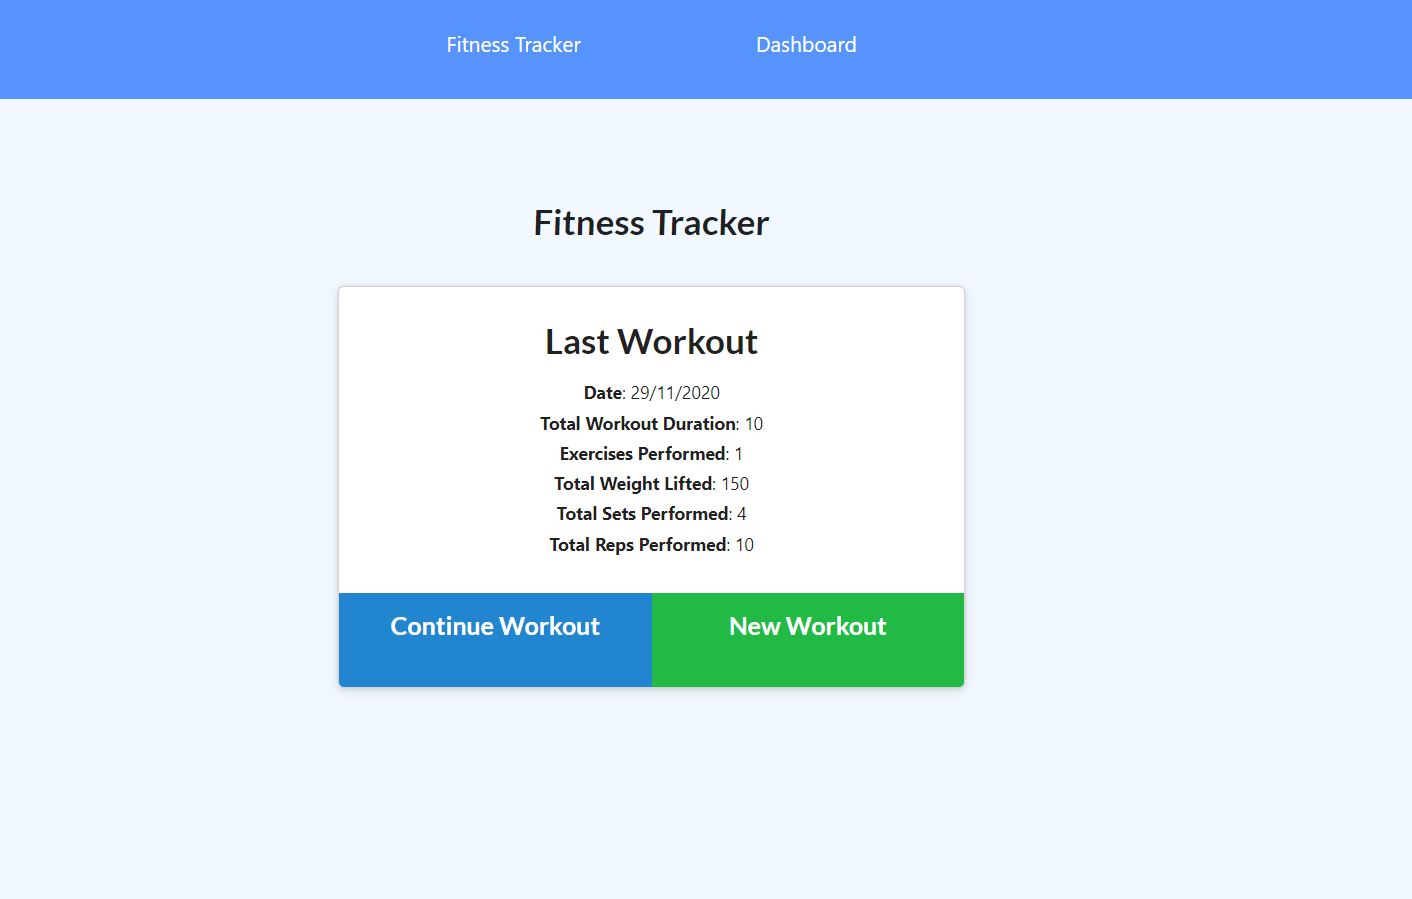 Fitness Tracker Dashboard
Fitness Tracker
Last Workout
Date: 29/11/2020
Total Workout Duration: 10
Exercises Performed: 1
Total Weight Lifted: 150
Total Sets Performed: 4
Total Reps Performed: 10
Continue Workout New Workout